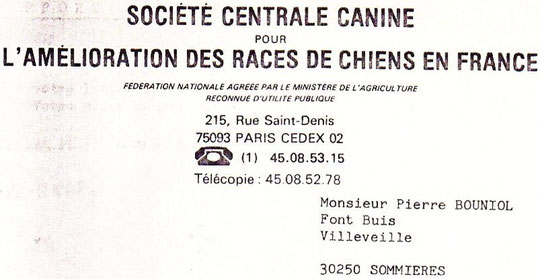 SOCIÉTÉ CENTRALE CANINE
POUR
L'AMÉLIORATION DES RACES DE CHIENS EN FRANCE
FÉDÉRATION NATIONALE AGRÉÉE PAR LE MINISTÈRE DE L'AGRICULTURE
RECONNUE D'UTILITÉ PUBLIQUE
215, Rue Saint-Denis
75093 PARIS CEDEX 02
(1) 45.08.53.15
Télécopie : 45.08.52.78
Monsieur Pierre BOUNIOL
Font Buis
Villeveille
30250 SOMMIERES